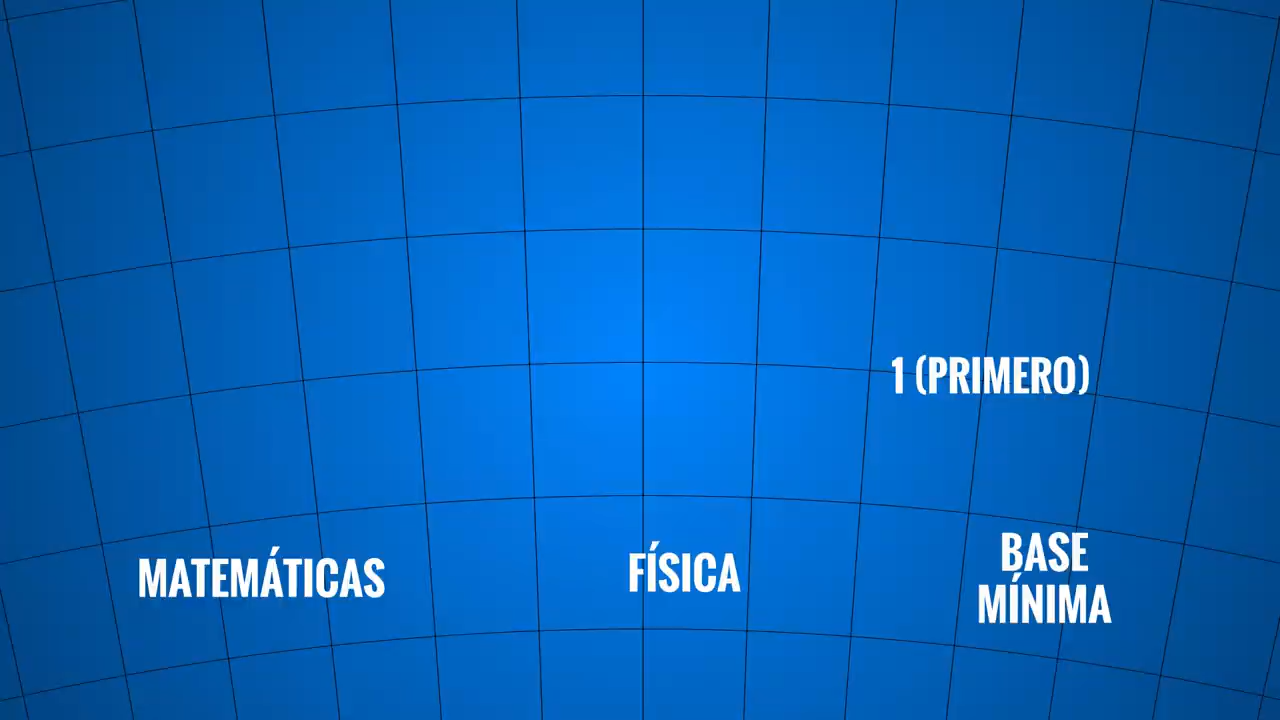 1 (PRIMERO)
MATEMÁTICAS
FÍSICA
BASE
MÍNIMA